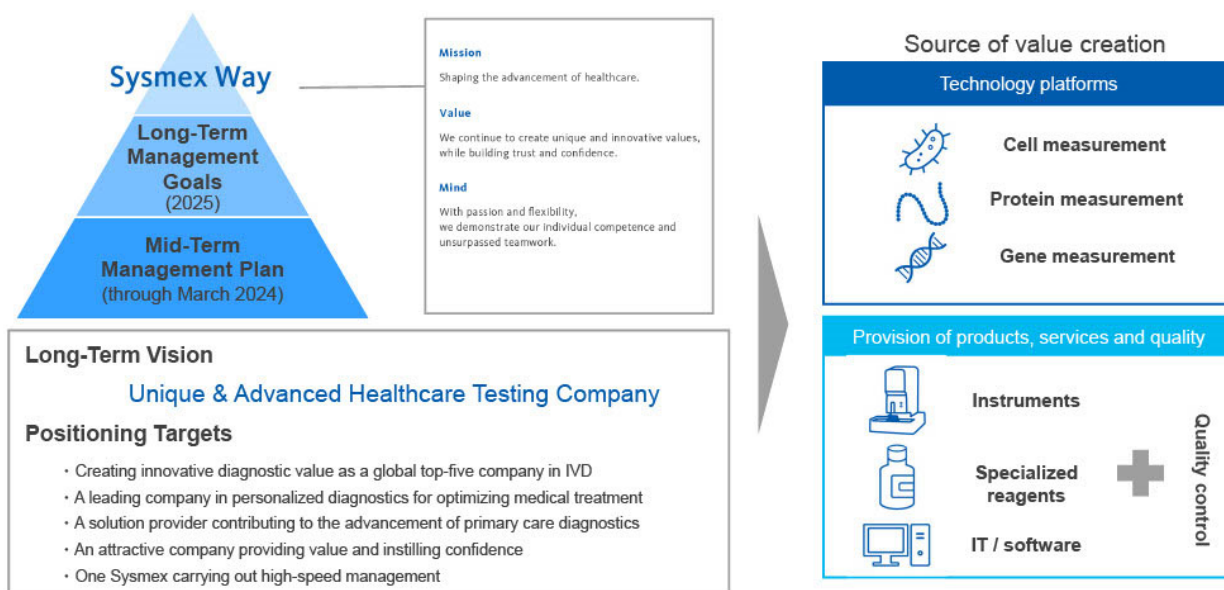 Sysmex Way
Long-Term
Management
Goals
(2025)
Mid-Term
Management Plan
(through March 2024)
Mission
Shaping the advancement of healthcare.
Value
We continue to create unique and innovative values,
while building trust and confidence.
Mind
With passion and flexibility,
we demonstrate our individual competence and
unsurpassed teamwork.
Long-Term Vision
Unique & Advanced Healthcare Testing Company
Positioning Targets
・Creating innovative diagnostic value as a global top-five company in IVD
・A leading company in personalized diagnostics for optimizing medical treatment
・A solution provider contributing to the advancement of primary care diagnostics
・An attractive company providing value and instilling confidence
・One Sysmex carrying out high-speed management
Source of value creation
Technology platforms
Cell measurement
Protein measurement
Gene measurement
Provision of products, services and quality
Instruments
Specialized
reagents
IT / software
Quality control